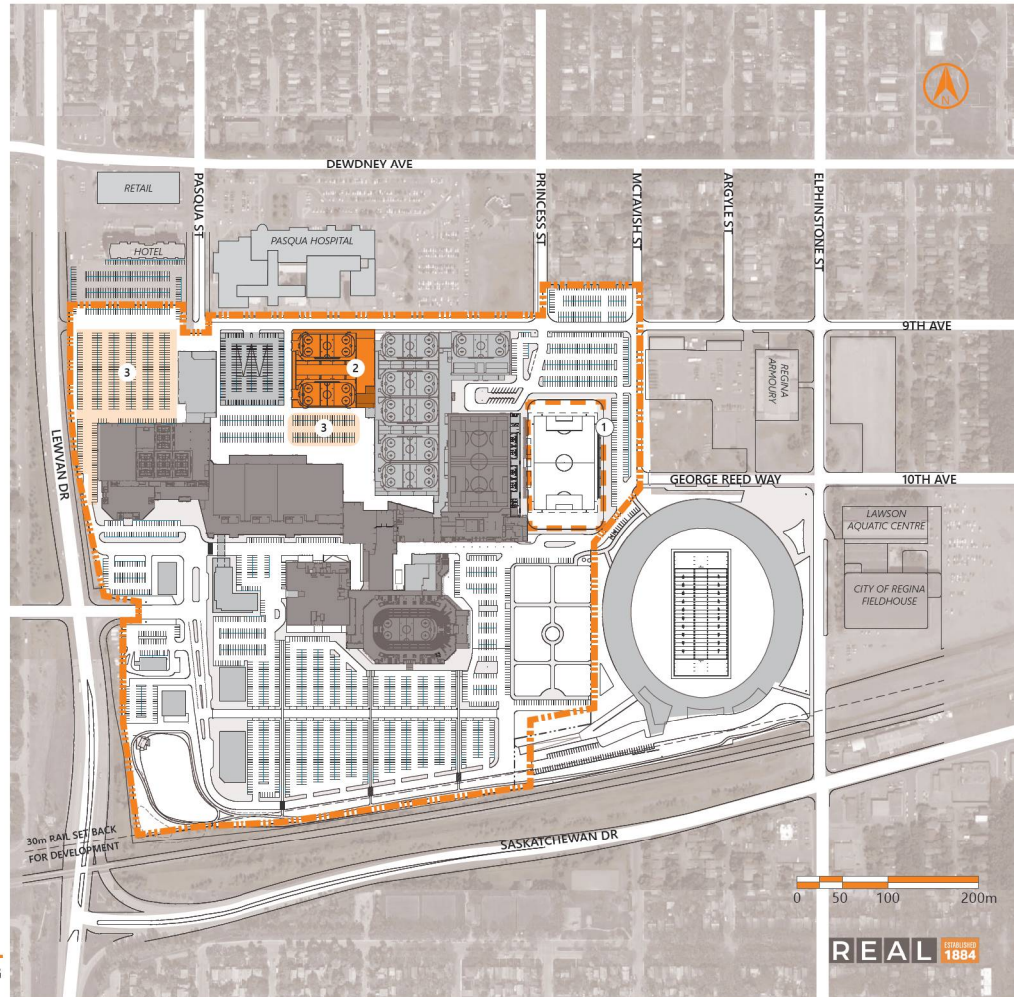 DEWDNEY AVE
RETAIL
PASQUA ST
PRINCESS ST
MCTAVISH ST
ARGYLE ST
ELPHINSTONE ST
N
PASQUA HOSPITAL
HOTEL
9TH AVE
3
2
REGINA
ARMOURY
3
1
LEWVAN DR
GEORGE REED WAY
10TH AVE
LAWSON
AQUATIC CENTRE
CITY OF REGINA
FIELDHOUSE
30m RAIL SET BACK
FOR DEVELOPMENT
SASKATCHEWAN DR
0 50 100 200m
REAL ESTABLISHED
1884